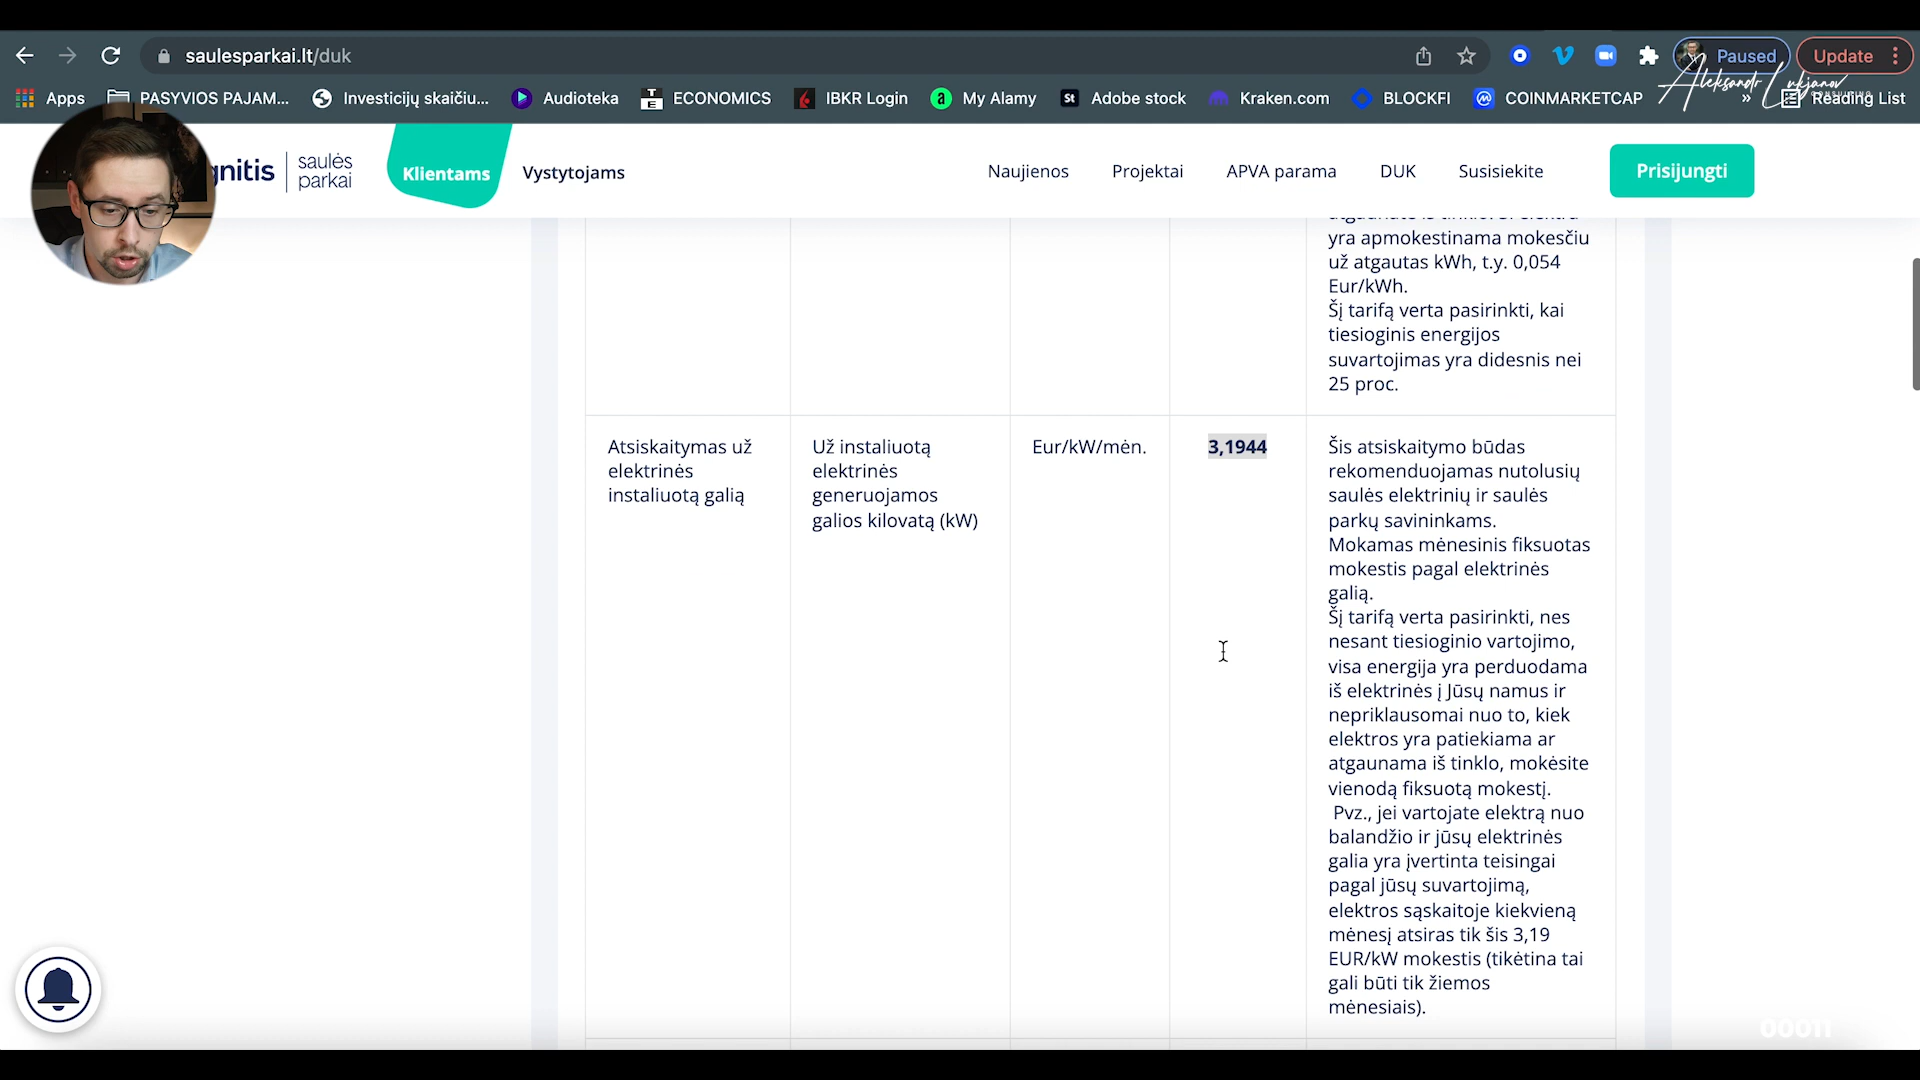 saulesparkai.lt/duk
Paused
Update
Apps
PASYVIOS PAJAM...
Investicijų skaičiu...
Audioteka
THE
ECONOMICS
IBKR Login
a
My Alamy
St
Adobe stock
Kraken.com
BLOCKFI
COINMARKETCAP
»
Reading List
Aleksandr Lukjanov
CONSULTING
gnitis
saulės
parkai
Klientams
Vystytojams
Naujienos
Projektai
APVA parama
DUK
Susisiekite
Prisijungti
yra apmokestinama mokesčiu
už atgautas kWh, t.y. 0,054
Eur/kWh.
Šį tarifą verta pasirinkti, kai
tiesioginis energijos
suvartojimas yra didesnis nei
25 proc.
Atsiskaitymas už
elektrinės
instaliuotą galią
Už instaliuotą
elektrinės
generuojamos
galios kilovatą (kW)
Eur/kW/mėn.
3,1944
Šis atsiskaitymo būdas
rekomenduojamas nutolusių
saulės elektrinių ir saulės
parkų savininkams.
Mokamas mėnesinis fiksuotas
mokestis pagal elektrinės
galią.
Šį tarifą verta pasirinkti, nes
nesant tiesioginio vartojimo,
visa energija yra perduodama
iš elektrinės į Jūsų namus ir
nepriklausomai nuo to, kiek
elektros yra patiekiama ar
atgaunama iš tinklo, mokėsite
vienodą fiksuotą mokestį.
Pvz., jei vartojate elektrą nuo
balandžio ir jūsų elektrinės
galia yra įvertinta teisingai
pagal jūsų suvartojimą,
elektros sąskaitoje kiekvieną
mėnesį atsiras tik šis 3,19
EUR/kW mokestis (tikėtina tai
gali būti tik žiemos
mėnesiais).